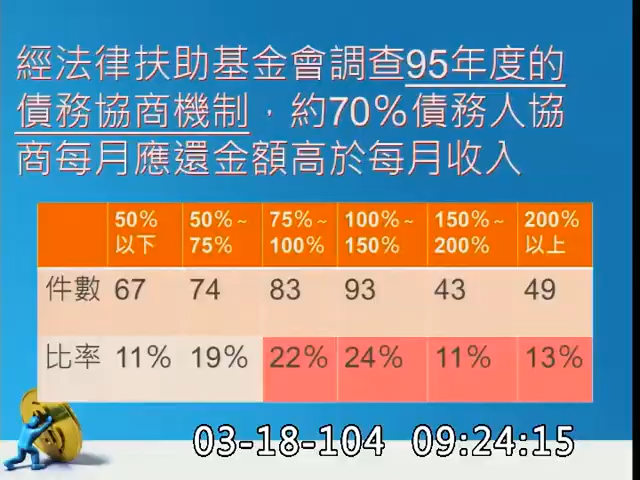 經法律扶助基金會調查95年度的
債務協商機制，約70%債務人協
商每月應還金額高於每月收入
50%以下 50%~75% 75%~100% 100%~150% 150%~200% 200%以上
件數 67 74 83 93 43 49
比率 11% 19% 22% 24% 11% 13%
03-18-104 09:24:15